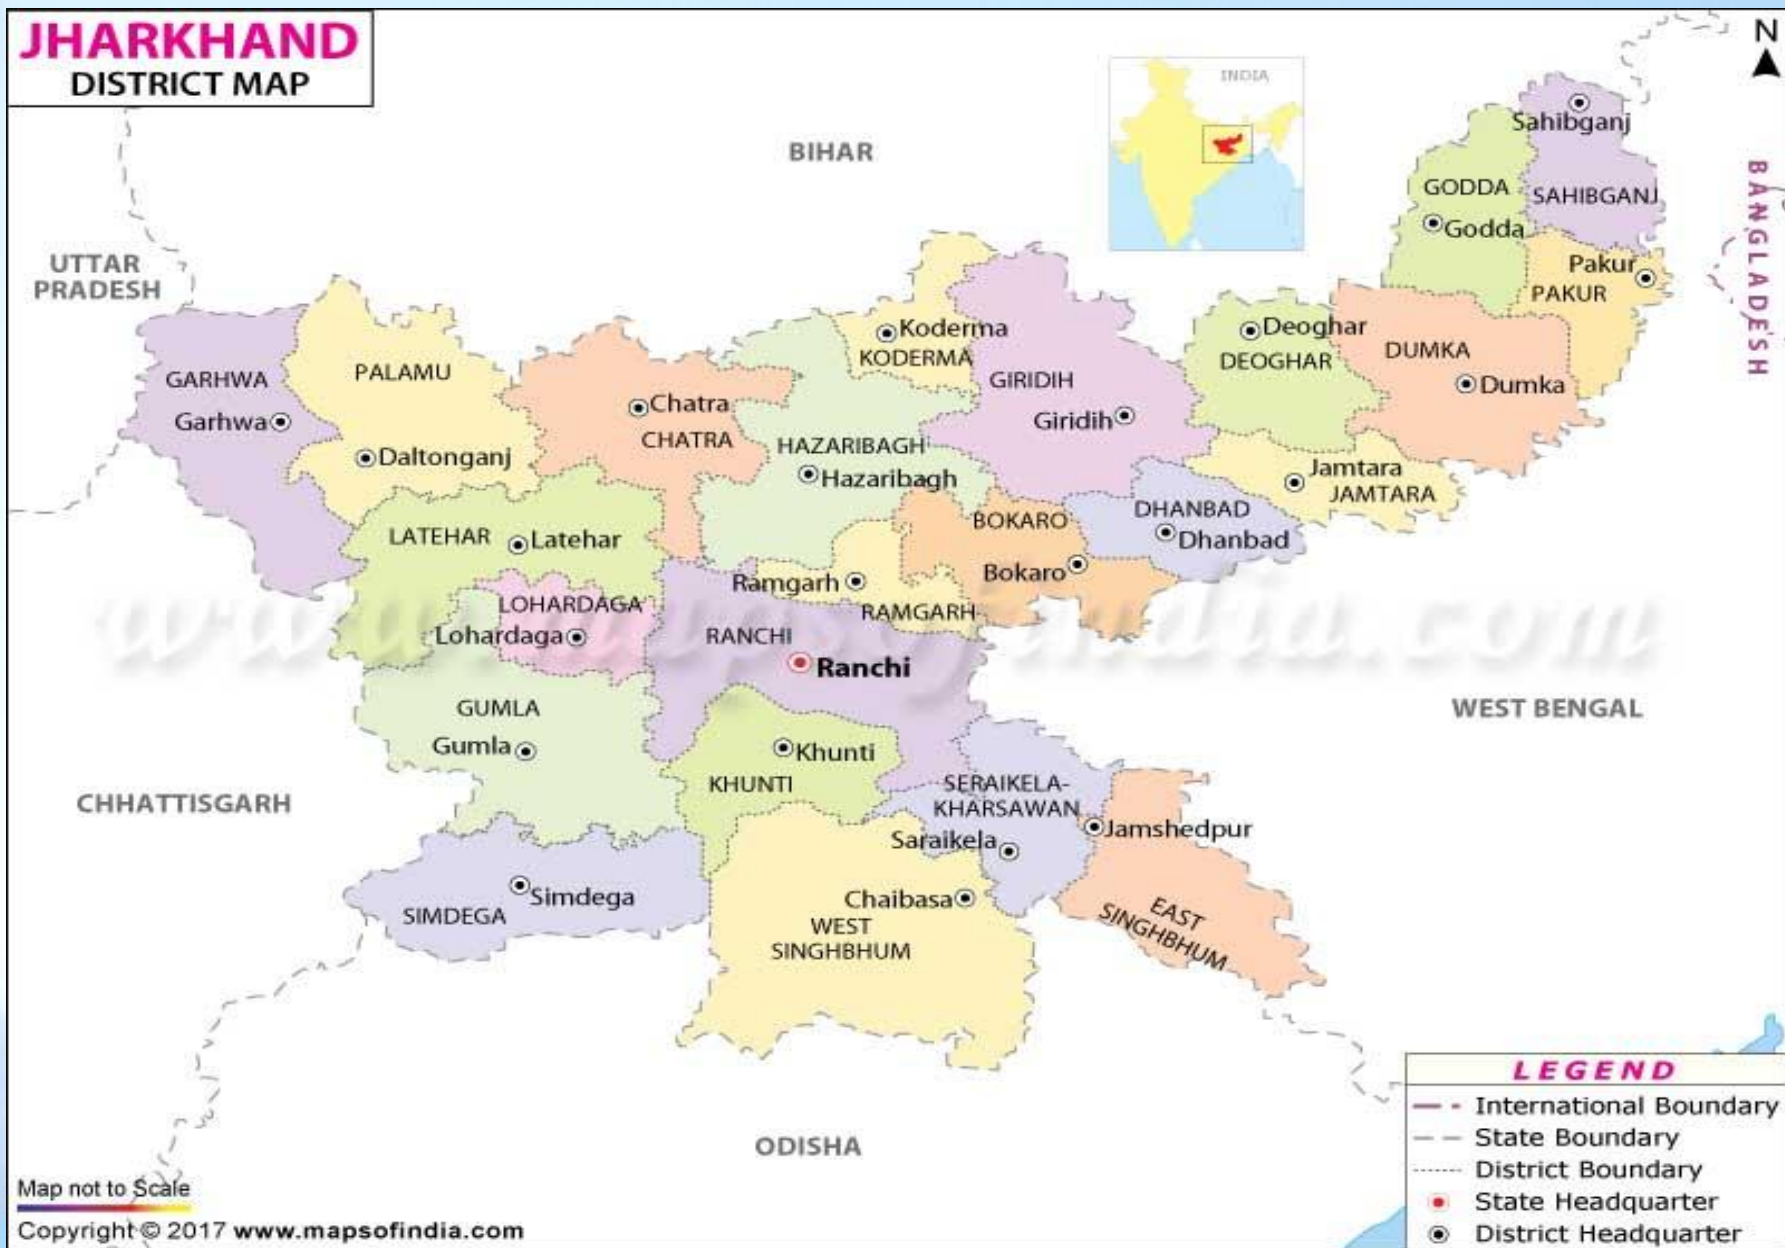 JHARKHAND
DISTRICT MAP
N
INDIA
BIHAR
UTTAR
PRADESH
BANGLADESH
WEST BENGAL
CHHATTISGARH
ODISHA
Sahibganj
SAHIBGANJ
GODDA
Godda
Pakur
PAKUR
Deoghar
DEOGHAR
DUMKA
Dumka
Koderma
KODERMA
GIRIDIH
Giridih
GARHWA
Garhwa
PALAMU
Daltonganj
Chatra
CHATRA
HAZARIBAGH
Hazaribagh
Jamtara
JAMTARA
DHANBAD
Dhanbad
BOKARO
Bokaro
LATEHAR
Latehar
Ramgarh
RAMGARH
LOHARDAGA
Lohardaga
RANCHI
Ranchi
www.mapsofindia.com
GUMLA
Gumla
Khunti
KHUNTI
SERAIKELA-
KHARSAWAN
Saraikela
Jamshedpur
EAST
SINGHBHUM
Simdega
SIMDEGA
Chaibasa
WEST
SINGHBHUM
LEGEND
International Boundary
State Boundary
District Boundary
State Headquarter
District Headquarter
Map not to Scale
Copyright © 2017 www.mapsofindia.com